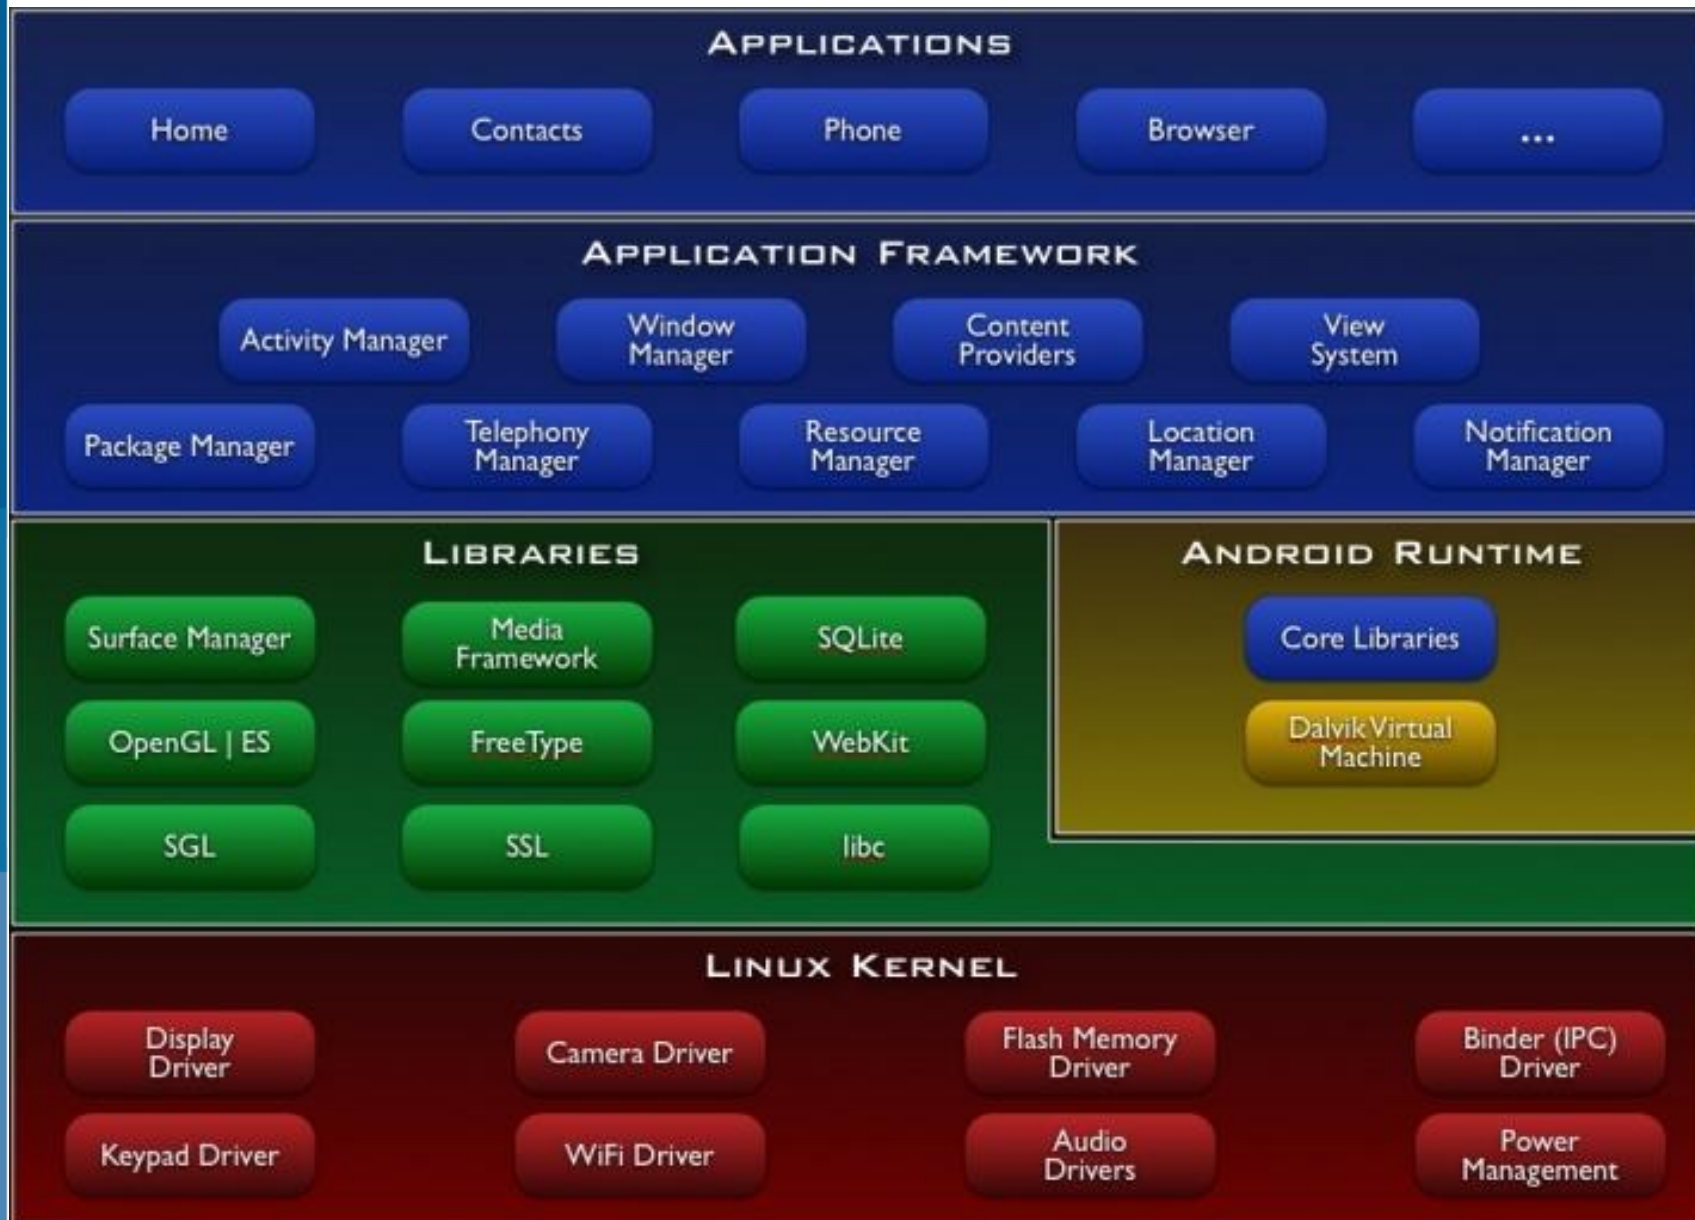 APPLICATIONS
Home
Contacts
Phone
Browser
...
APPLICATION FRAMEWORK
Activity Manager
Window
Manager
Content
Providers
View
System
Package Manager
Telephony
Manager
Resource
Manager
Location
Manager
Notification
Manager
LIBRARIES
Surface Manager
Media
Framework
SQLite
OpenGL | ES
FreeType
WebKit
SGL
SSL
libc
ANDROID RUNTIME
Core Libraries
Dalvik Virtual
Machine
LINUX KERNEL
Display
Driver
Camera Driver
Flash Memory
Driver
Binder (IPC)
Driver
Keypad Driver
WiFi Driver
Audio
Drivers
Power
Management